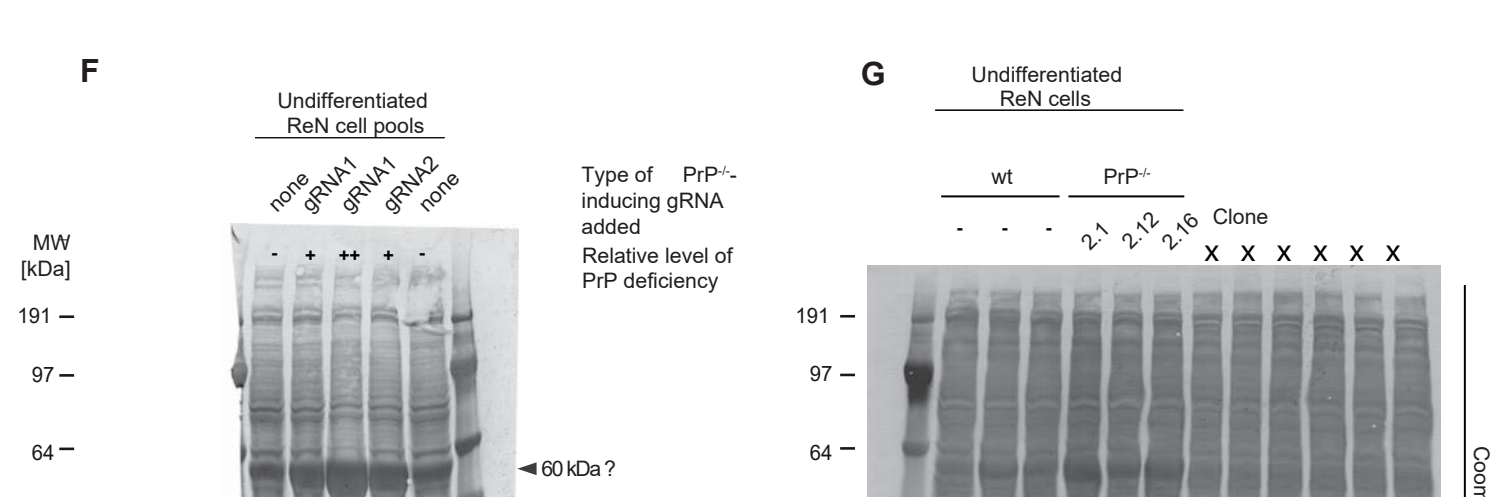 F
Undifferentiated
ReN cell pools
none gRNA1 gRNA1 gRNA2 none
Type of PrP-/--
inducing gRNA
added
- + ++ + -
Relative level of
PrP deficiency
MW
[kDa]
191
97
64
60 kDa ?
G
Undifferentiated
ReN cells
wt PrP-/-
- - - 2.1 2.12 2.16 Clone
X X X X X X
191
97
64